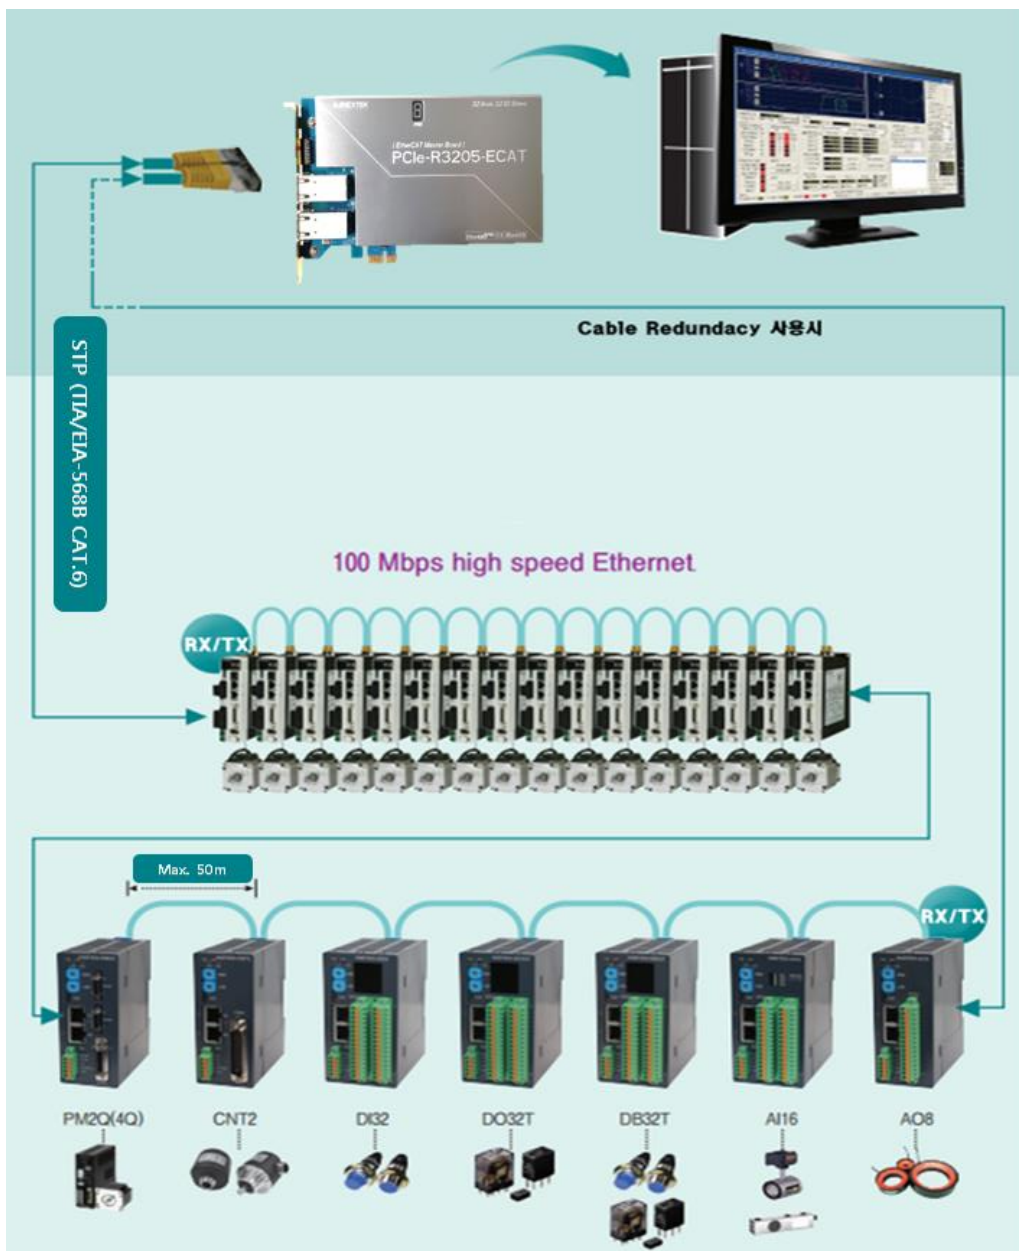 AJINEXTEK
[ EtherCAT Master Board ]
PCIe-R3205-ECAT
Cable Redundacy 사용시
STP (TIA/EIA-568B CAT.6)
100 Mbps high speed Ethernet
RX/TX
Max. 50m
RX/TX
PM2Q(4Q)
CNT2
DI32
DO32T
DB32T
AI16
AO8